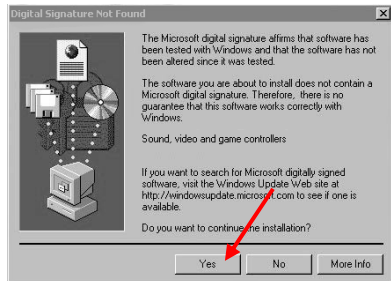 Digital Signature Not Found
The Microsoft digital signature affirms that software has
been tested with Windows and that the software has not
been altered since it was tested.
The software you are about to install does not contain a
Microsoft digital signature. Therefore, there is no
guarantee that this software works correctly with
Windows.
Sound, video and game controllers
If you want to search for Microsoft digitally signed
software, visit the Windows Update Web site at
http://windowsupdate.microsoft.com to see if one is
available.
Do you want to continue the installation?
Yes No More Info